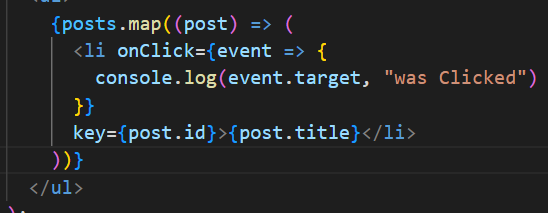 {posts.map((post) => (
<li onClick={event => {
console.log(event.target, "was Clicked")
}}
key={post.id}>{post.title}</li>
))}
</ul>